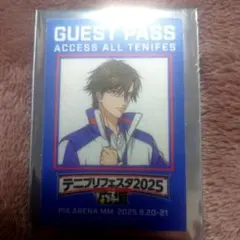 GUEST PASS
ACCESS ALL TENIFES
テニプリフェスタ2025
PIA ARENA MM 2025.9.20-21